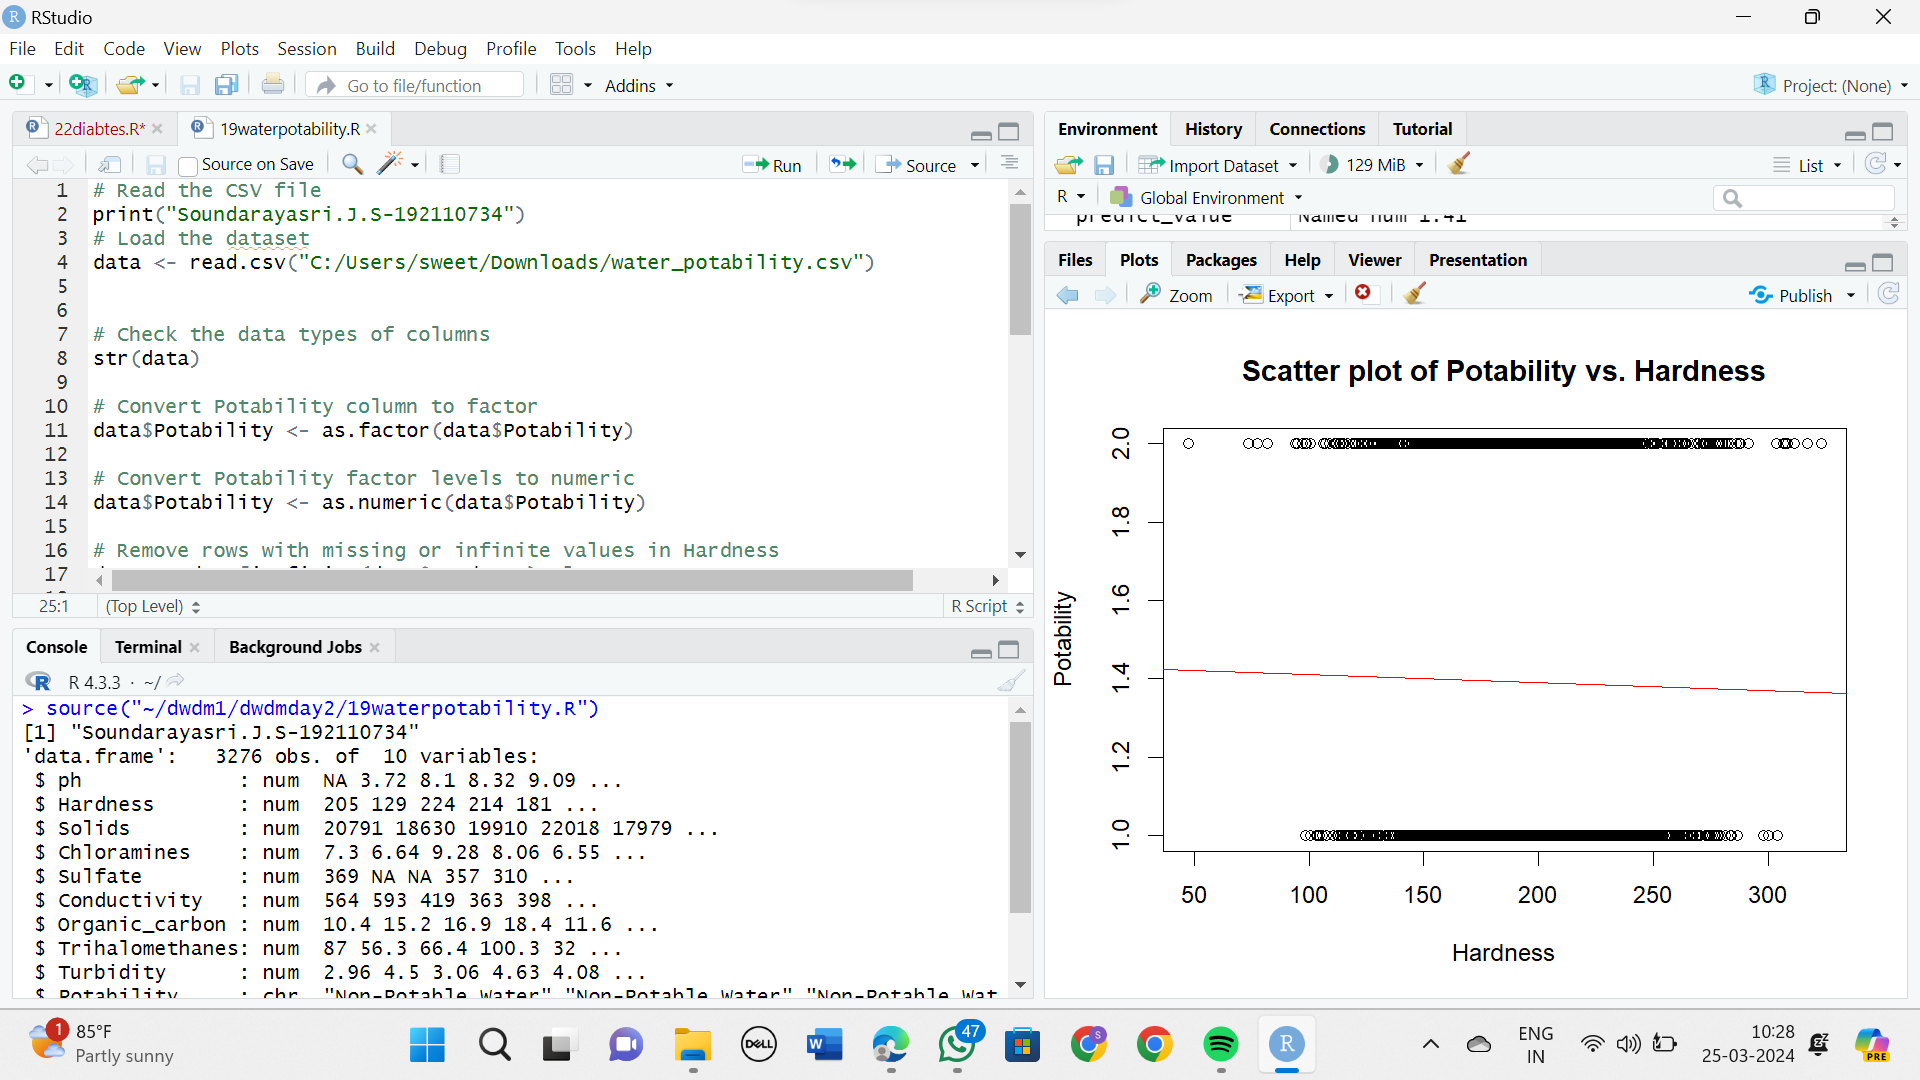 RStudio
File Edit Code View Plots Session Build Debug Profile Tools Help
Go to file/function Addins Project: (None)
22diabtes.R* 19waterpotability.R
Source on Save Run Source
1 # Read the CSV file
2 print("Soundarayasri.J.S-192110734")
3 # Load the dataset
4 data <- read.csv("C:/Users/sweet/Downloads/water_potability.csv")
5
6
7 # Check the data types of columns
8 str(data)
9
10 # Convert Potability column to factor
11 data$Potability <- as.factor(data$Potability)
12
13 # Convert Potability factor levels to numeric
14 data$Potability <- as.numeric(data$Potability)
15
16 # Remove rows with missing or infinite values in Hardness
17
25:1 (Top Level) R Script
Console Terminal Background Jobs
R 4.3.3 · ~/
> source("~/dwdm1/dwdmday2/19waterpotability.R")
[1] "Soundarayasri.J.S-192110734"
'data.frame': 3276 obs. of 10 variables:
$ ph : num NA 3.72 8.1 8.32 9.09 ...
$ Hardness : num 205 129 224 214 181 ...
$ Solids : num 20791 18630 19910 22018 17979 ...
$ Chloramines : num 7.3 6.64 9.28 8.06 6.55 ...
$ Sulfate : num 369 NA NA 357 310 ...
$ Conductivity : num 564 593 419 363 398 ...
$ Organic_carbon : num 10.4 15.2 16.9 18.4 11.6 ...
$ Trihalomethanes: num 87 56.3 66.4 100.3 32 ...
$ Turbidity : num 2.96 4.5 3.06 4.63 4.08 ...
$ Potability : chr "Non-Potable Water" "Non-Potable Water" "Non-Potable Wat
Environment History Connections Tutorial
Import Dataset 129 MiB List
R Global Environment
predict_value Named num 1.41
Files Plots Packages Help Viewer Presentation
Zoom Export Publish
Scatter plot of Potability vs. Hardness
Potability
2.0
1.8
1.6
1.4
1.2
1.0
50 100 150 200 250 300
Hardness
1 85°F
Partly sunny
DELL
W
47
S
R
ENG
IN
10:28
25-03-2024
PRE